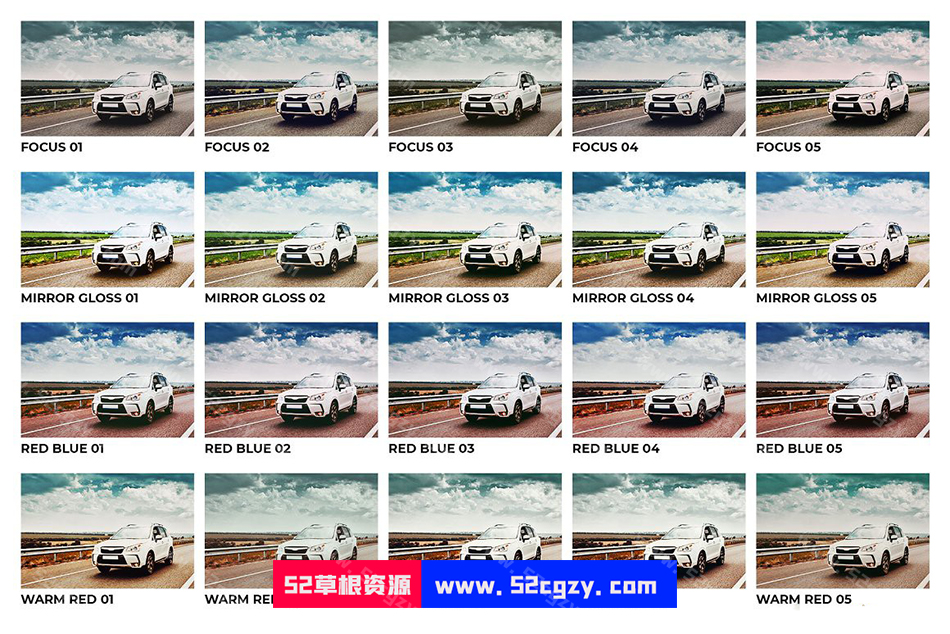 FOCUS 01
FOCUS 02
FOCUS 03
FOCUS 04
FOCUS 05
MIRROR GLOSS 01
MIRROR GLOSS 02
MIRROR GLOSS 03
MIRROR GLOSS 04
MIRROR GLOSS 05
RED BLUE 01
RED BLUE 02
RED BLUE 03
RED BLUE 04
RED BLUE 05
52草根资源
www.52cgzy.com
WARM RED 01
WARM
WARM RED 05